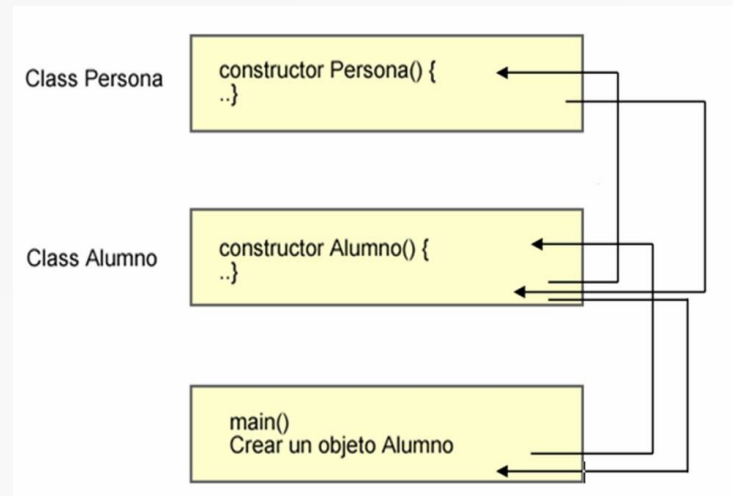 Class Persona
constructor Persona() {
..}
Class Alumno
constructor Alumno() {
..}
main()
Crear un objeto Alumno